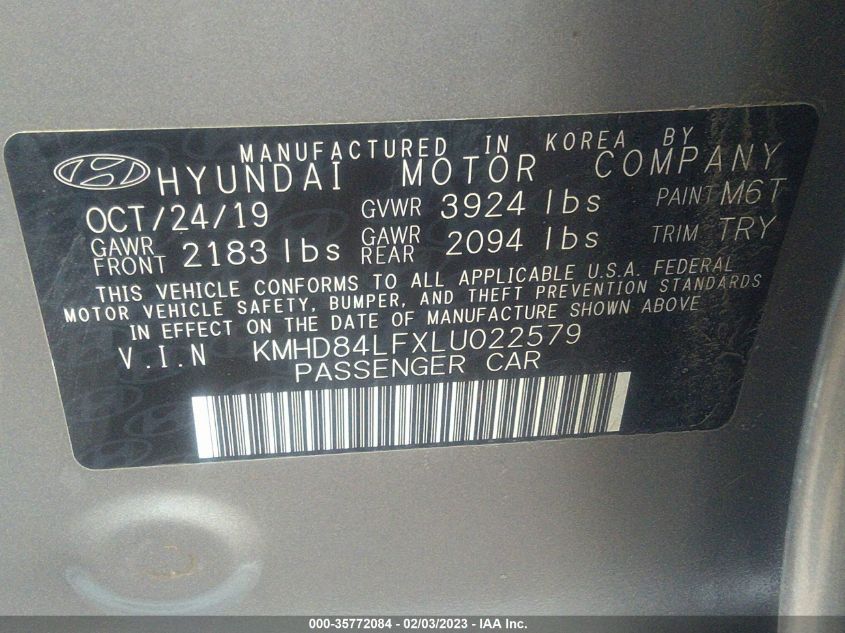 MANUFACTURED IN KOREA BY
HYUNDAI MOTOR COMPANY
OCT/24/19 GVWR 3924 lbs PAINT M6T
GAWR FRONT 2183 lbs GAWR REAR 2094 lbs TRIM TRY
THIS VEHICLE CONFORMS TO ALL APPLICABLE U.S.A. FEDERAL
MOTOR VEHICLE SAFETY, BUMPER, AND THEFT PREVENTION STANDARDS
IN EFFECT ON THE DATE OF MANUFACTURE SHOWN ABOVE
V.I.N KMHD84LFXLU022579
PASSENGER CAR
000-35772084 - 02/03/2023 - IAA Inc.